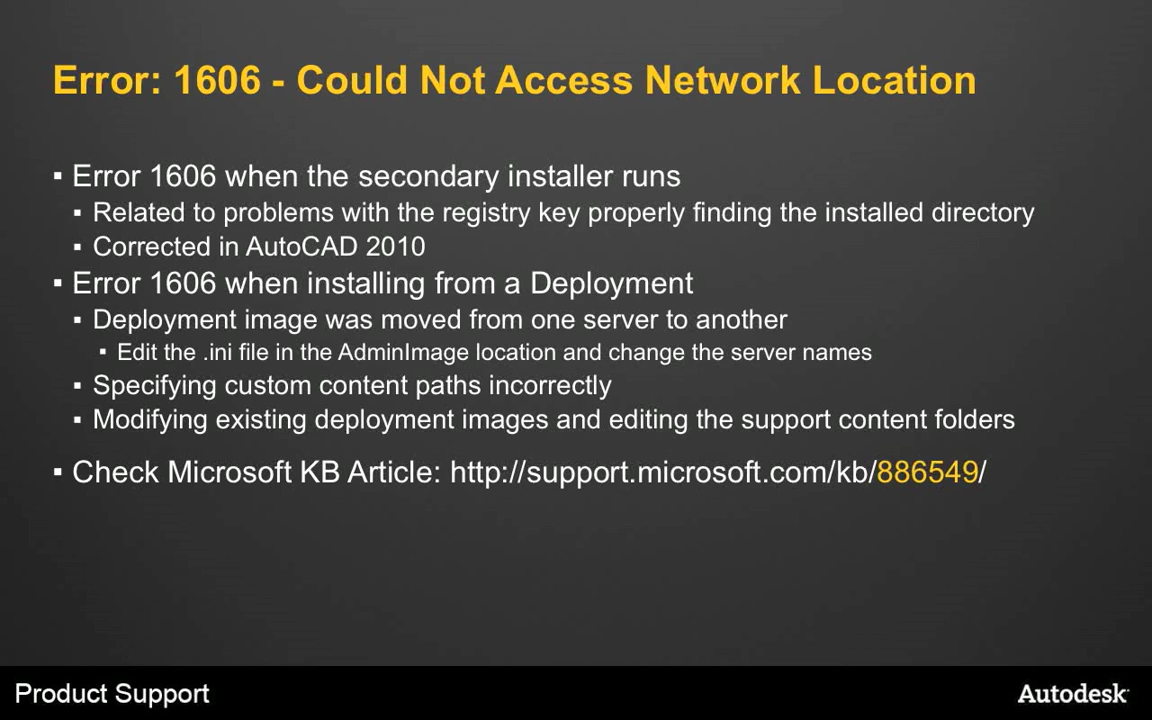 Error: 1606 - Could Not Access Network Location
▪ Error 1606 when the secondary installer runs
▪ Related to problems with the registry key properly finding the installed directory
▪ Corrected in AutoCAD 2010
▪ Error 1606 when installing from a Deployment
▪ Deployment image was moved from one server to another
▪ Edit the .ini file in the AdminImage location and change the server names
▪ Specifying custom content paths incorrectly
▪ Modifying existing deployment images and editing the support content folders
▪ Check Microsoft KB Article: http://support.microsoft.com/kb/886549/
Product Support
Autodesk